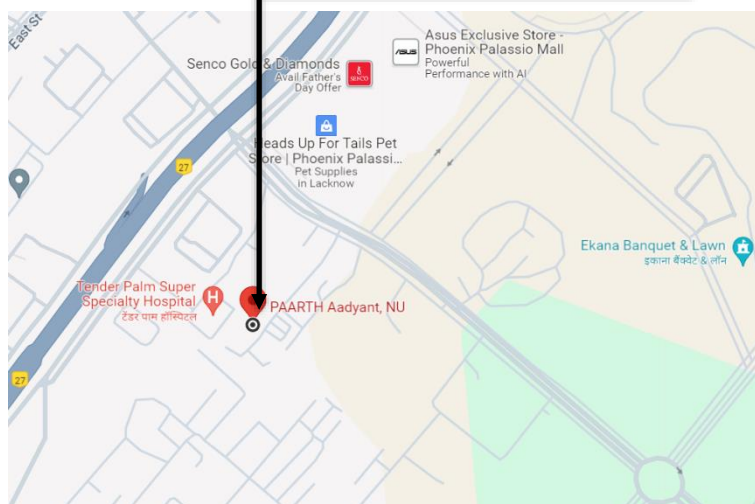 East St
Senco Gold & Diamonds
Avail Father's
Day Offer
SENCO
ASUS
Asus Exclusive Store -
Phoenix Palassio Mall
Powerful
Performance with AI
Heads Up For Tails Pet
Store | Phoenix Palassi...
Pet Supplies
in Lacknow
27
Ekana Banquet & Lawn
इकाना बैंक्वेट & लॉन
Tender Palm Super
Specialty Hospital
टेंडर पाम हॉस्पिटल
H
PAARTH Aadyant, NU
27